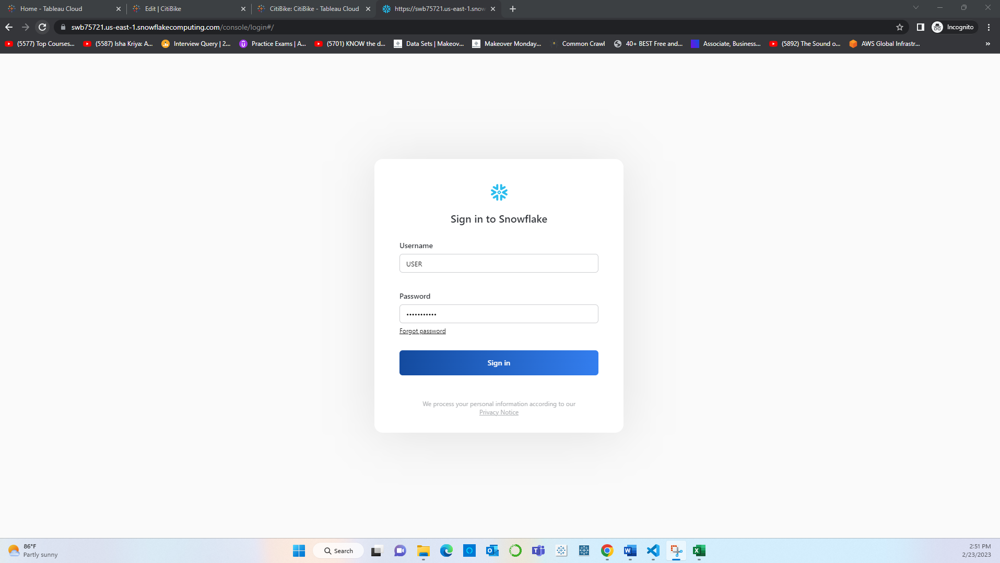 Home - Tableau Cloud
Edit | CitiBike
CitiBike: CitiBike - Tableau Cloud
https://swb75721.us-east-1.snow
swb75721.us-east-1.snowflakecomputing.com/console/login#/
Incognito
(5577) Top Courses...
(5587) Isha Kriya: A...
Interview Query | 2...
Practice Exams | A...
(5701) KNOW the d...
Data Sets | Makeov...
Makeover Monday...
Common Crawl
40+ BEST Free and...
Associate, Business...
(5892) The Sound o...
AWS Global Infrastr...
»
Sign in to Snowflake
Username
USER
Password
•••••••••••
Forgot password
Sign in
We process your personal information according to our
Privacy Notice
86°F
Partly sunny
Search
2:51 PM
2/23/2023